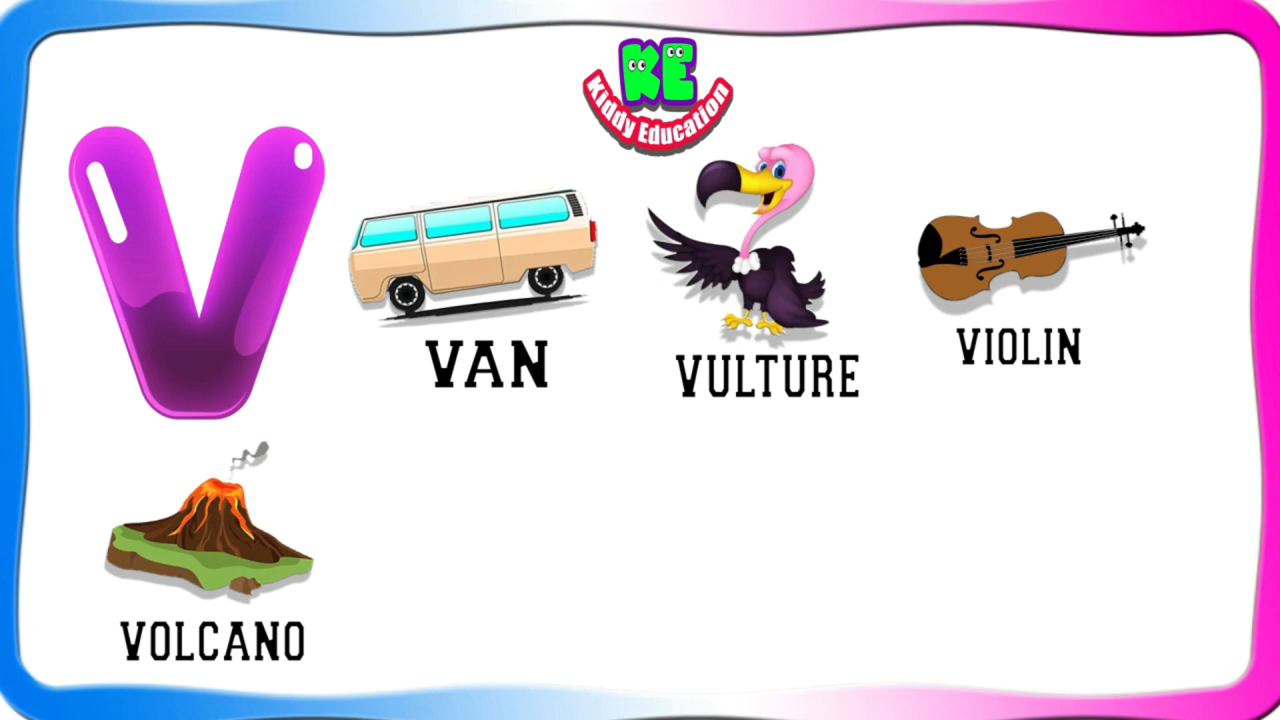 KE
Kiddy Education
V
VAN
VULTURE
VIOLIN
VOLCANO